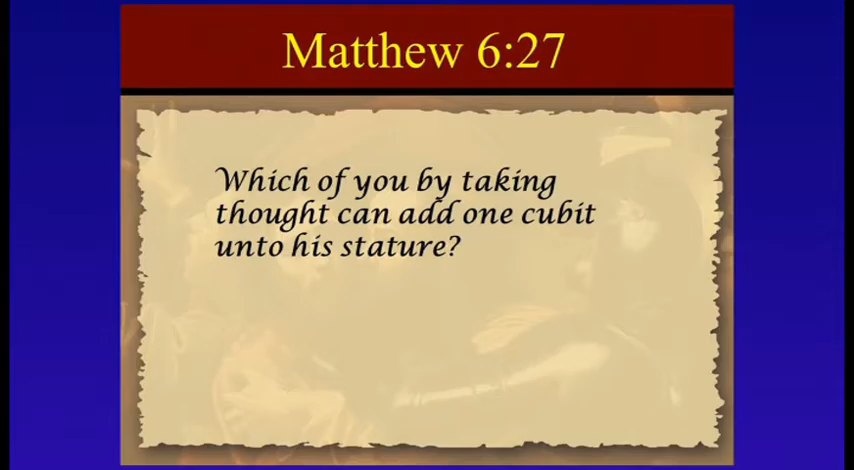 Matthew 6:27
Which of you by taking
thought can add one cubit
unto his stature?